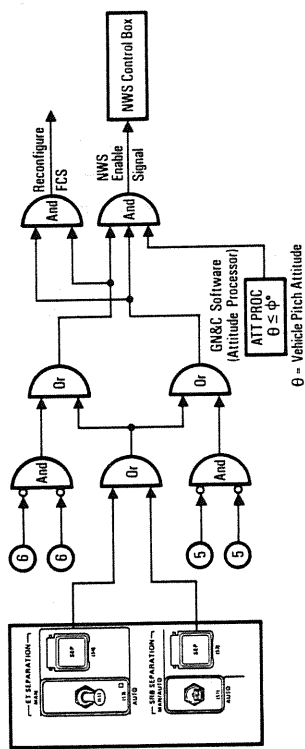 ET SEPARATION
MAN
SEP
AUTO
SRB SEPARATION
MAN/AUTO
SEP
AUTO
6
6
5
5
And
Or
And
Or
Or
And
And
Reconfigure
FCS
NWS
Enable
Signal
NWS Control Box
GN&C Software
(Attitude Processor)
ATT PROC
θ ≤ ϕ°
θ = Vehicle Pitch Attitude